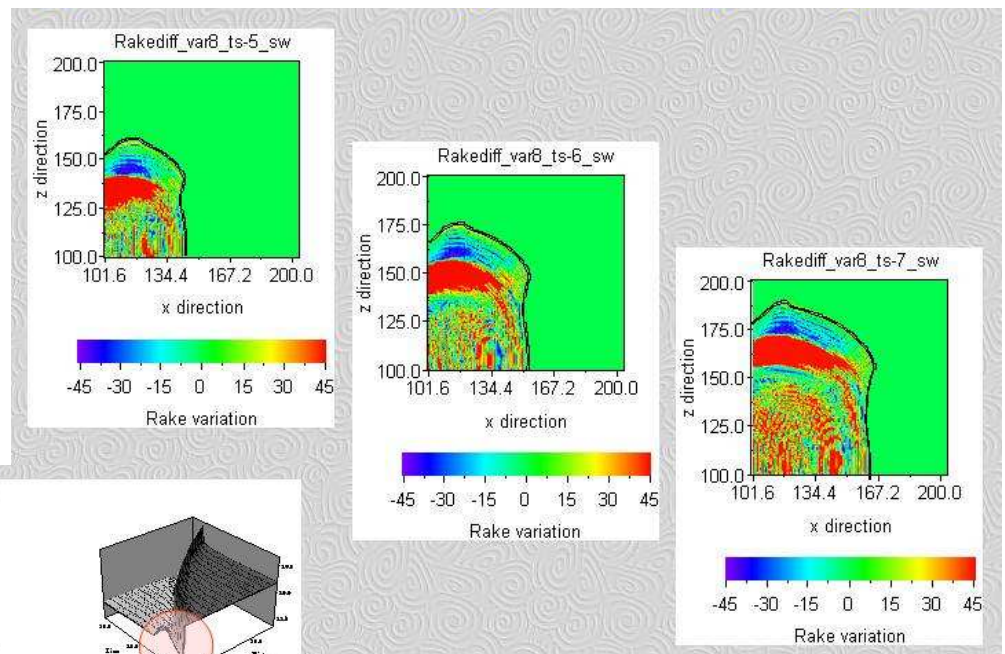 Rakediff_var8_ts-5_sw
200.0
175.0
150.0
125.0
100.0
z direction
101.6 134.4 167.2 200.0
x direction
-45 -30 -15 0 15 30 45
Rake variation
Rakediff_var8_ts-6_sw
200.0
175.0
150.0
125.0
100.0
z direction
101.6 134.4 167.2 200.0
x direction
-45 -30 -15 0 15 30 45
Rake variation
Rakediff_var8_ts-7_sw
200.0
175.0
150.0
125.0
100.0
z direction
101.6 134.4 167.2 200.0
x direction
-45 -30 -15 0 15 30 45
Rake variation